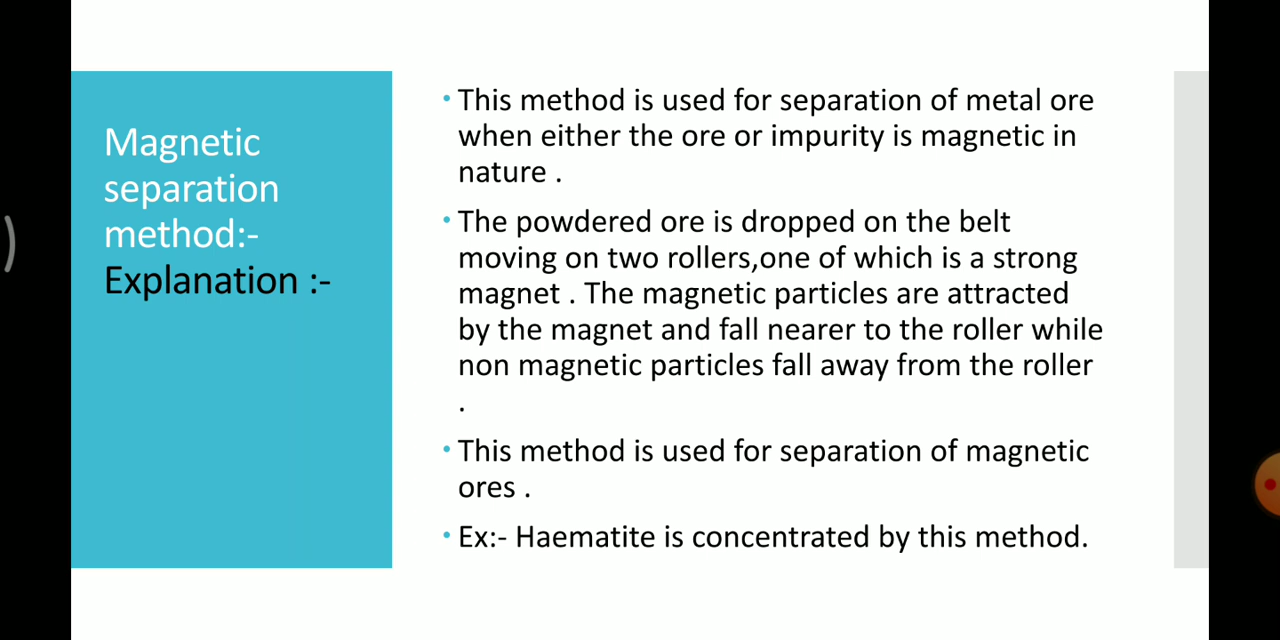 Magnetic
separation
method:-
Explanation :-
• This method is used for separation of metal ore
when either the ore or impurity is magnetic in
nature .
• The powdered ore is dropped on the belt
moving on two rollers,one of which is a strong
magnet . The magnetic particles are attracted
by the magnet and fall nearer to the roller while
non magnetic particles fall away from the roller
.
• This method is used for separation of magnetic
ores .
• Ex:- Haematite is concentrated by this method.